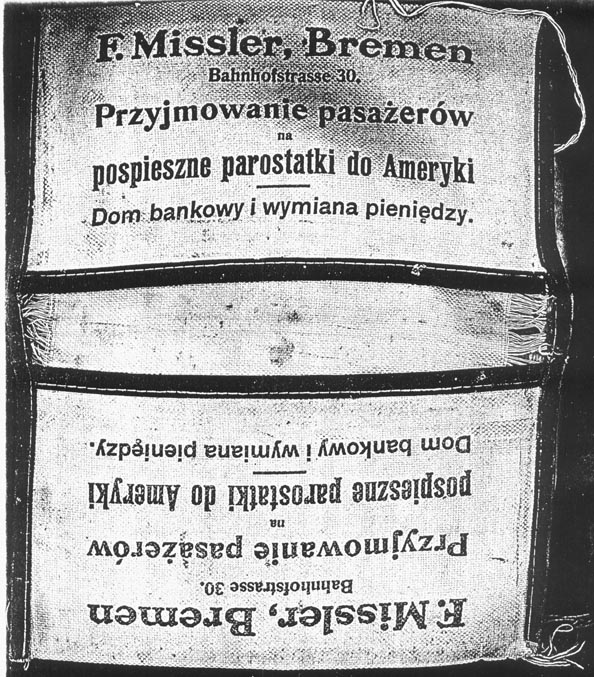 F. Missler, Bremen
Bahnhofstrasse 30.
Przyjmowanie pasażerów
na
pospieszne parostatki do Ameryki
Dom bankowy i wymiana pieniędzy.
Dom bankowy i wymiana pieniędzy.
pospieszne parostatki do Ameryki
na
Przyjmowanie pasażerów
Bahnhofstrasse 30.
F. Missler, Bremen